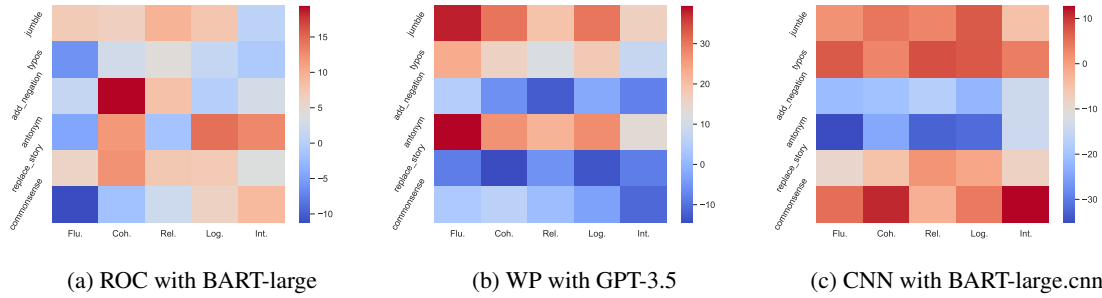 jumble
typos
add_negation
antonym
replace_story
commonsense
Flu. Coh. Rel. Log. Int.
15
10
5
0
−5
−10
(a) ROC with BART-large
jumble
typos
add_negation
antonym
replace_story
commonsense
Flu. Coh. Rel. Log. Int.
30
20
10
0
−10
(b) WP with GPT-3.5
jumble
typos
add_negation
antonym
replace_story
commonsense
Flu. Coh. Rel. Log. Int.
10
0
−10
−20
−30
(c) CNN with BART-large.cnn